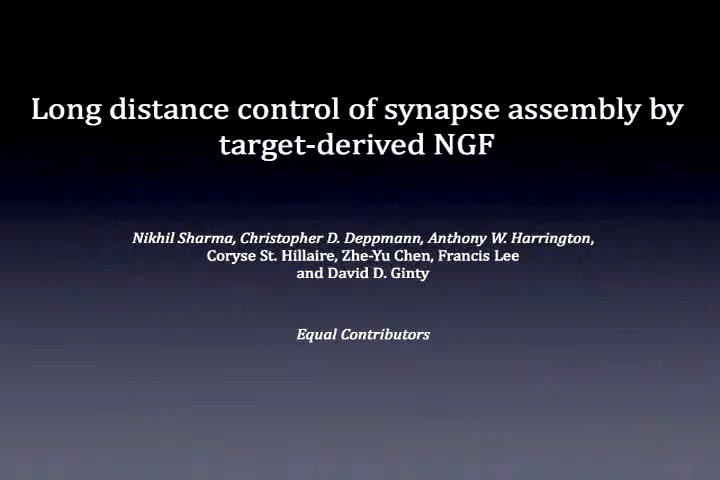 Long distance control of synapse assembly by
target-derived NGF
Nikhil Sharma, Christopher D. Deppmann, Anthony W. Harrington,
Coryse St. Hillaire, Zhe-Yu Chen, Francis Lee
and David D. Ginty
Equal Contributors